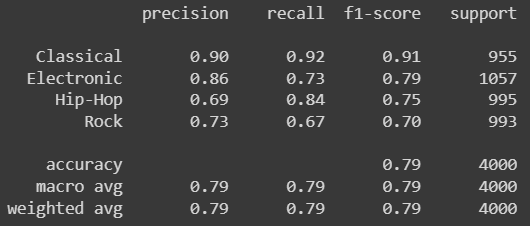 precision recall f1-score support
Classical 0.90 0.92 0.91 955
Electronic 0.86 0.73 0.79 1057
Hip-Hop 0.69 0.84 0.75 995
Rock 0.73 0.67 0.70 993
accuracy 0.79 4000
macro avg 0.79 0.79 0.79 4000
weighted avg 0.79 0.79 0.79 4000